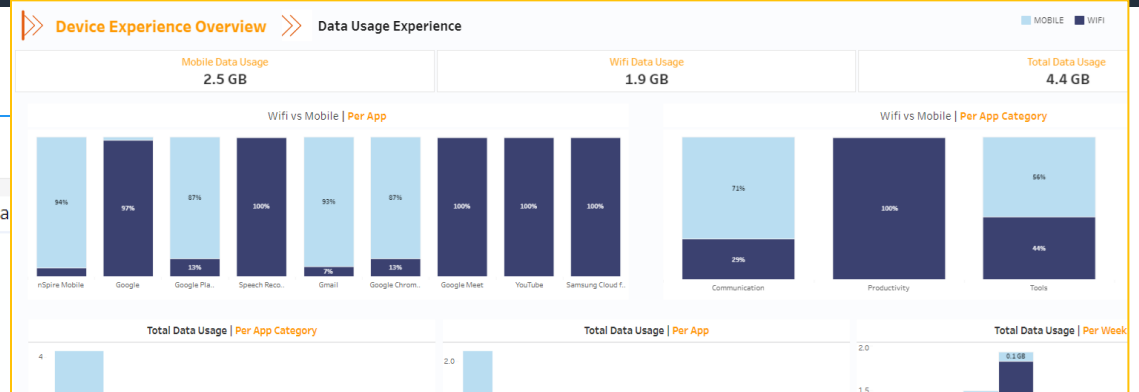 Device Experience Overview
Data Usage Experience
MOBILE WIFI
Mobile Data Usage
2.5 GB
Wifi Data Usage
1.9 GB
Total Data Usage
4.4 GB
Wifi vs Mobile | Per App
94% 97% 87% 13% 100% 93% 7% 87% 13% 100% 100% 100%
nSpire Mobile Google Google Pla.. Speech Reco.. Gmail Google Chrom.. Google Meet YouTube Samsung Cloud f..
Wifi vs Mobile | Per App Category
71% 29% 100% 56% 44%
Communication Productivity Tools
a
Total Data Usage | Per App Category
4
Total Data Usage | Per App
2.0
Total Data Usage | Per Week
2.0
0.1 GB
1.5